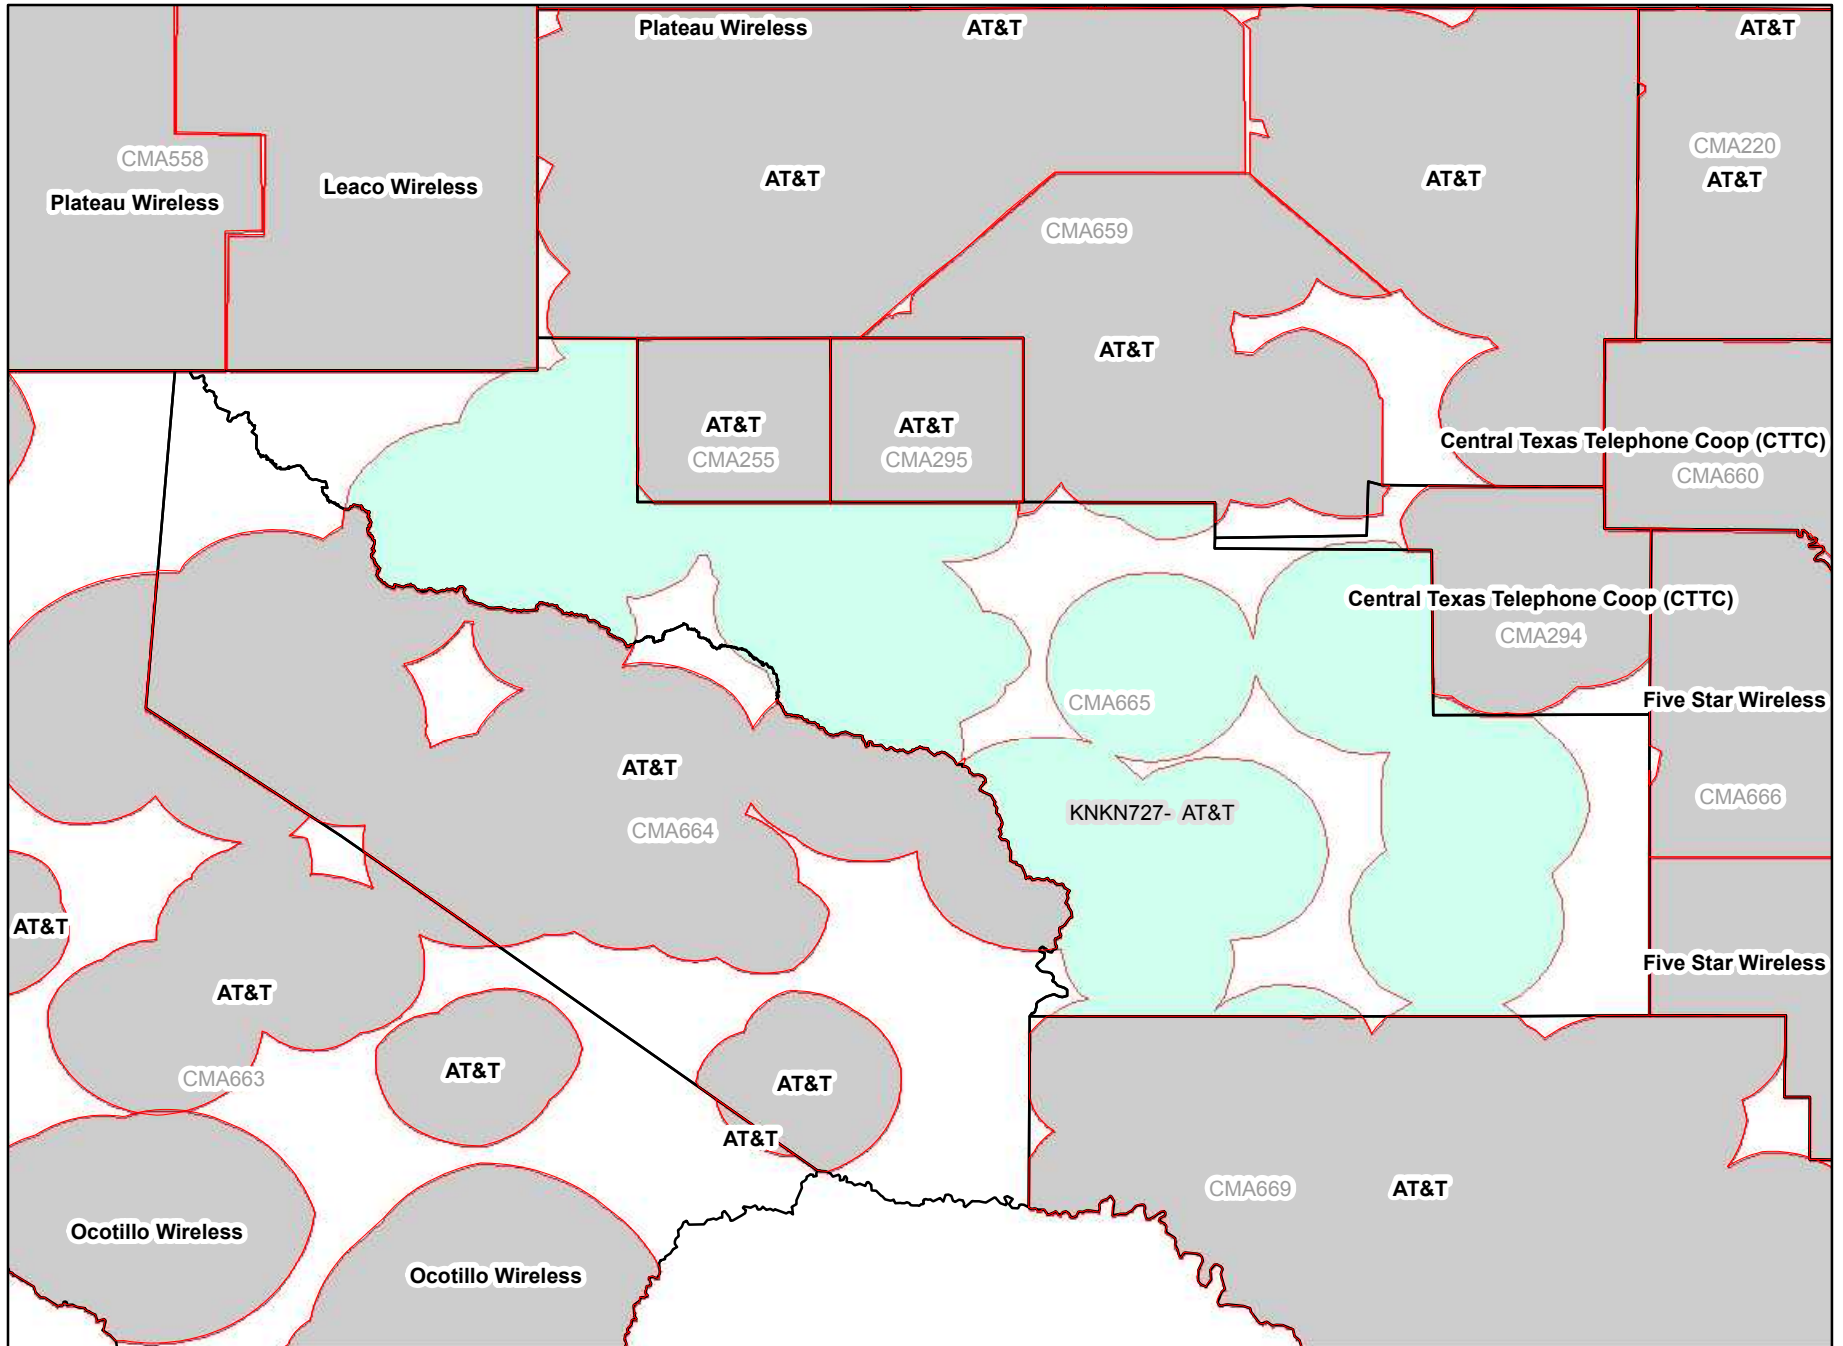 Plateau Wireless
AT&T
AT&T
CMA558
Plateau Wireless
Leaco Wireless
AT&T
AT&T
CMA220
AT&T
CMA659
AT&T
AT&T
CMA255
AT&T
CMA295
Central Texas Telephone Coop (CTTC)
CMA660
Central Texas Telephone Coop (CTTC)
CMA294
CMA665
Five Star Wireless
AT&T
CMA664
KNKN727- AT&T
CMA666
AT&T
AT&T
Five Star Wireless
CMA663
AT&T
AT&T
AT&T
CMA669
AT&T
Ocotillo Wireless
Ocotillo Wireless